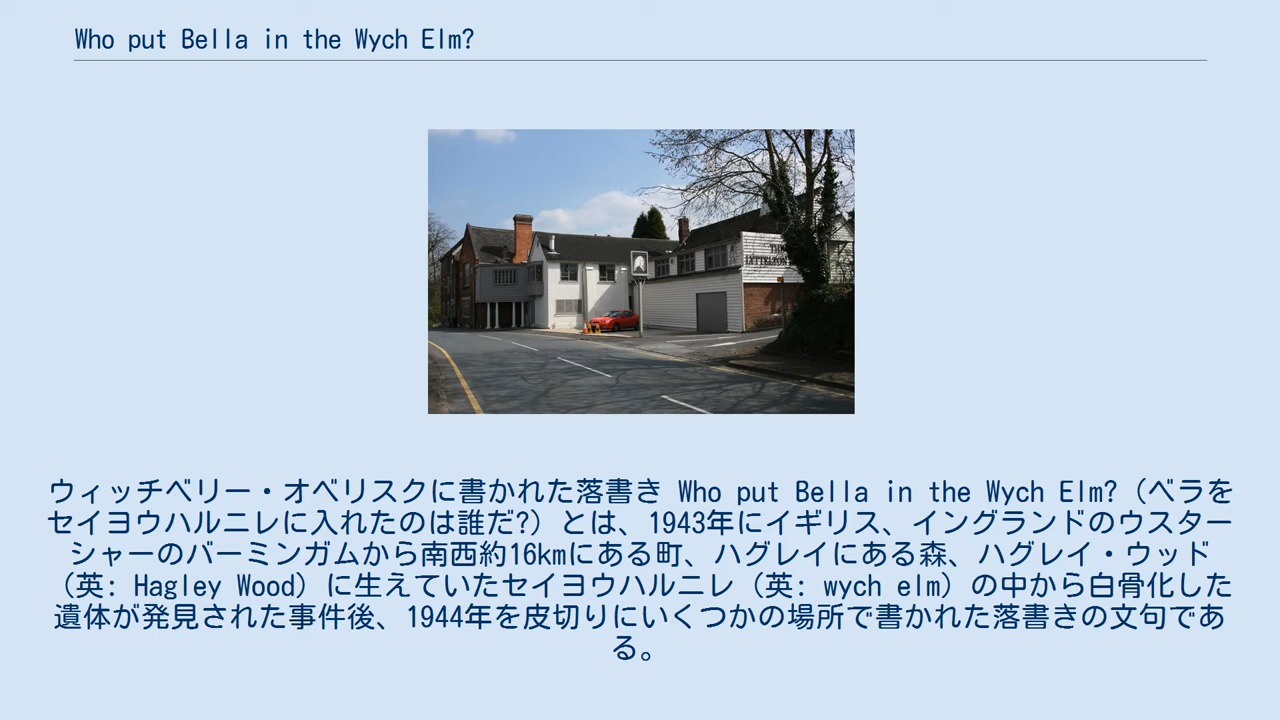 Who put Bella in the Wych Elm?
ウィッチベリー・オベリスクに書かれた落書き Who put Bella in the Wych Elm?（ベラを
セイヨウハルニレに入れたのは誰だ?）とは、1943年にイギリス、イングランドのウスター
シャーのバーミンガムから南西約16kmにある町、ハグレイにある森、ハグレイ・ウッド
（英: Hagley Wood）に生えていたセイヨウハルニレ（英: wych elm）の中から白骨化した
遺体が発見された事件後、1944年を皮切りにいくつかの場所で書かれた落書きの文句であ
る。